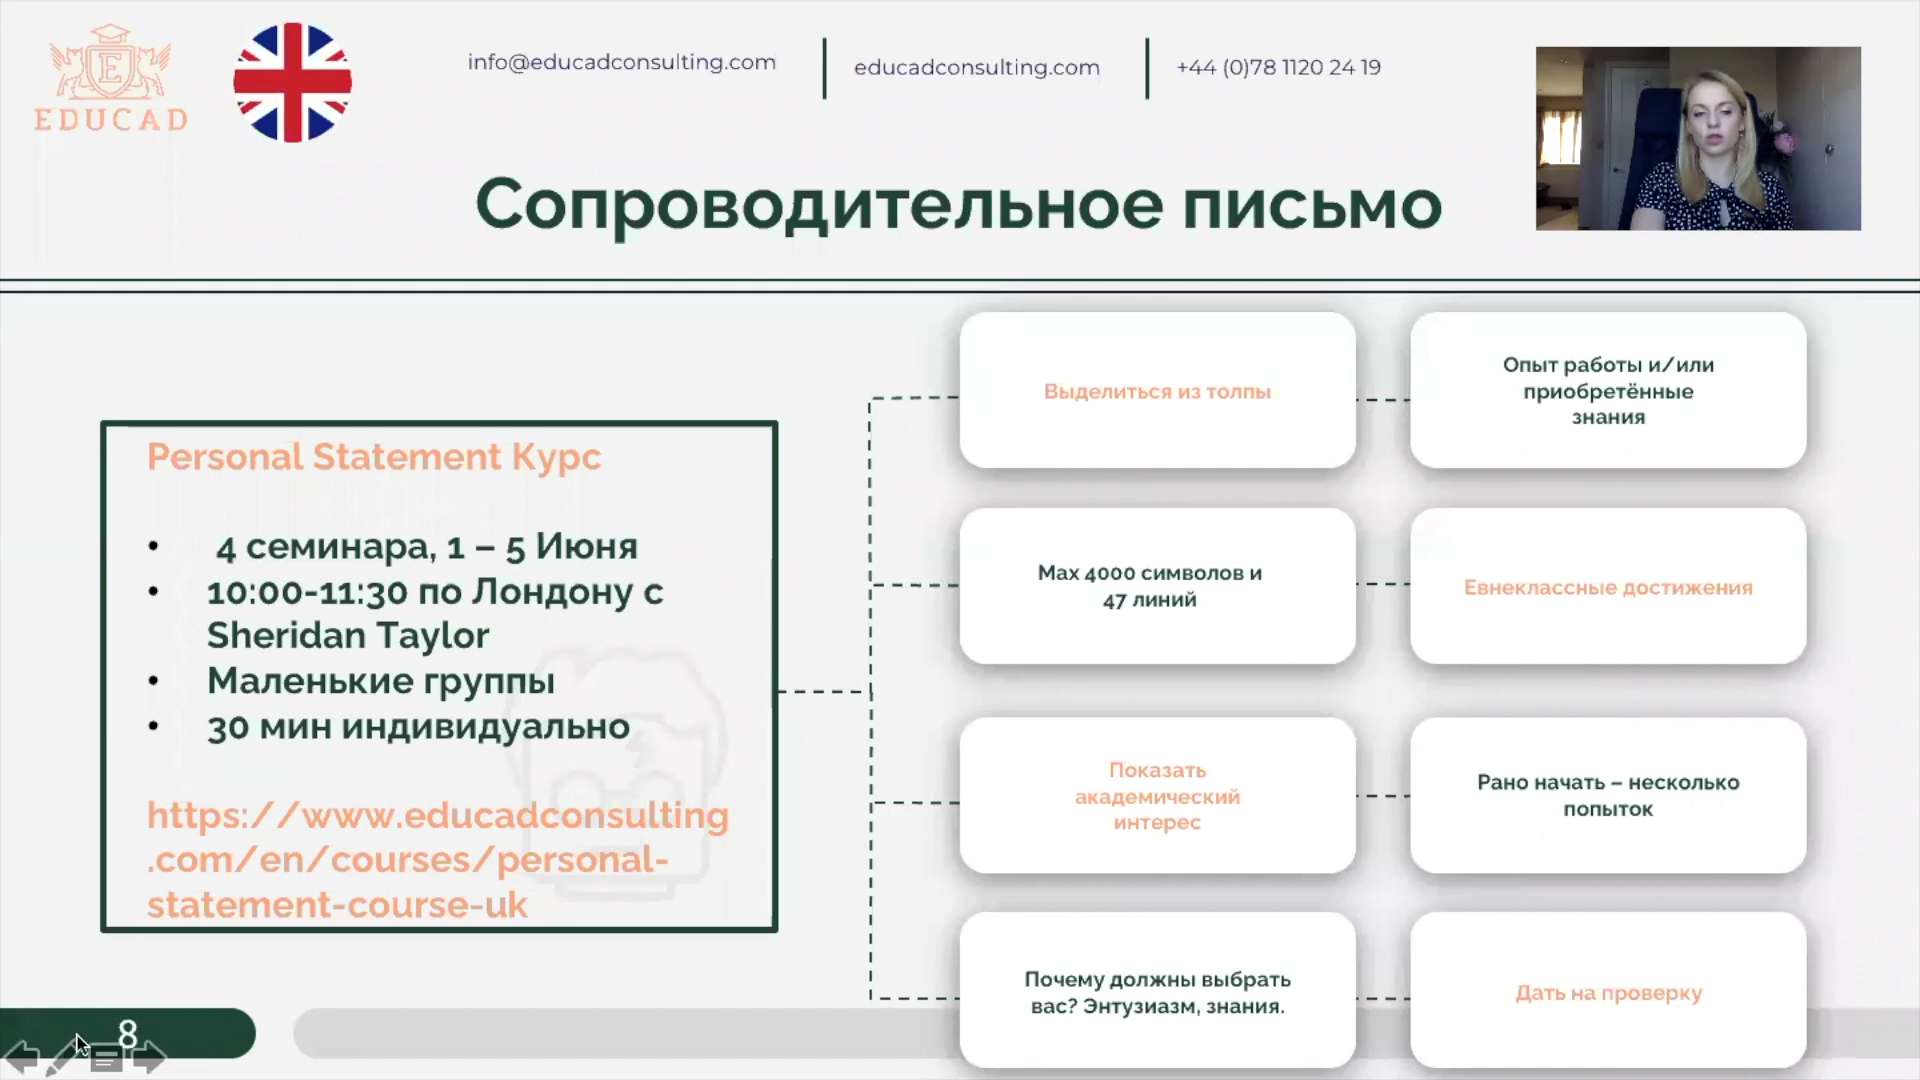 EDUCAD
info@educadconsulting.com
educadconsulting.com
+44 (0)78 1120 24 19
Сопроводительное письмо
Personal Statement Курс
• 4 семинара, 1 – 5 Июня
• 10:00-11:30 по Лондону с
Sheridan Taylor
• Маленькие группы
• 30 мин индивидуально
https://www.educadconsulting
.com/en/courses/personal-
statement-course-uk
Выделиться из толпы
Опыт работы и/или
приобретённые
знания
Max 4000 символов и
47 линий
Евнеклассные достижения
Показать
академический
интерес
Рано начать – несколько
попыток
Почему должны выбрать
вас? Энтузиазм, знания.
Дать на проверку
8